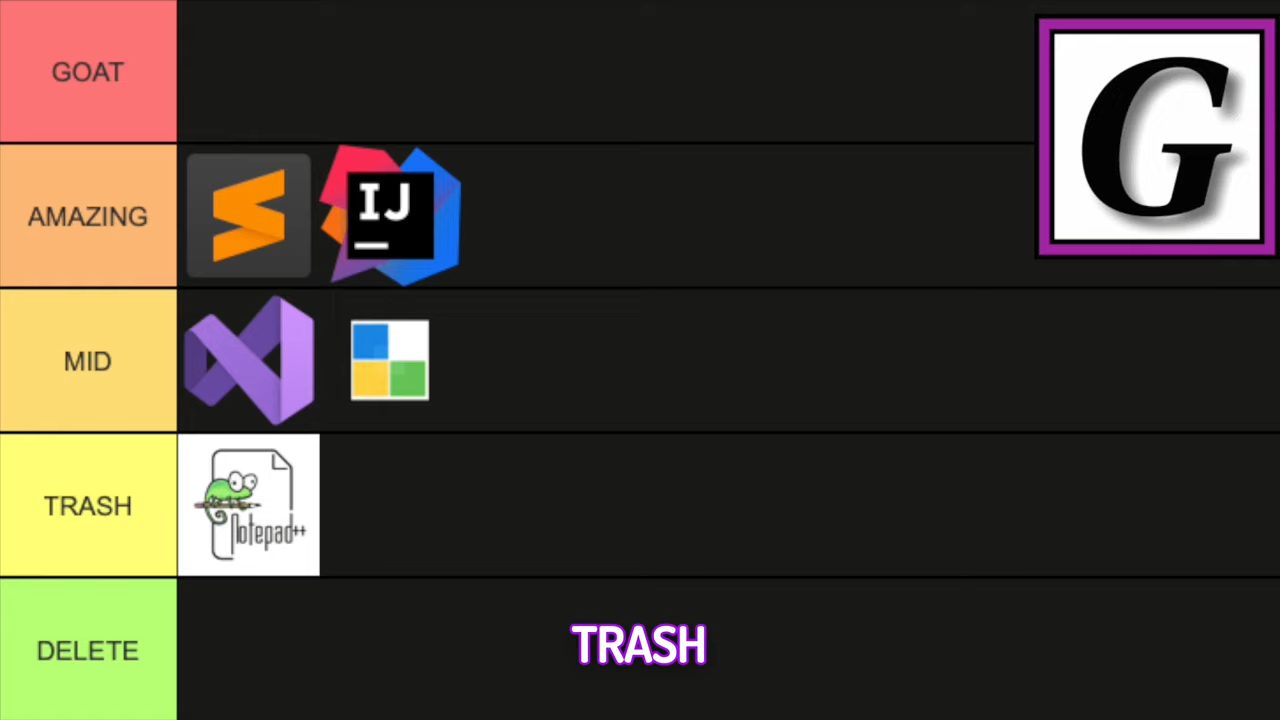 GOAT
G
AMAZING
IJ
MID
TRASH
Notepad++
DELETE
TRASH